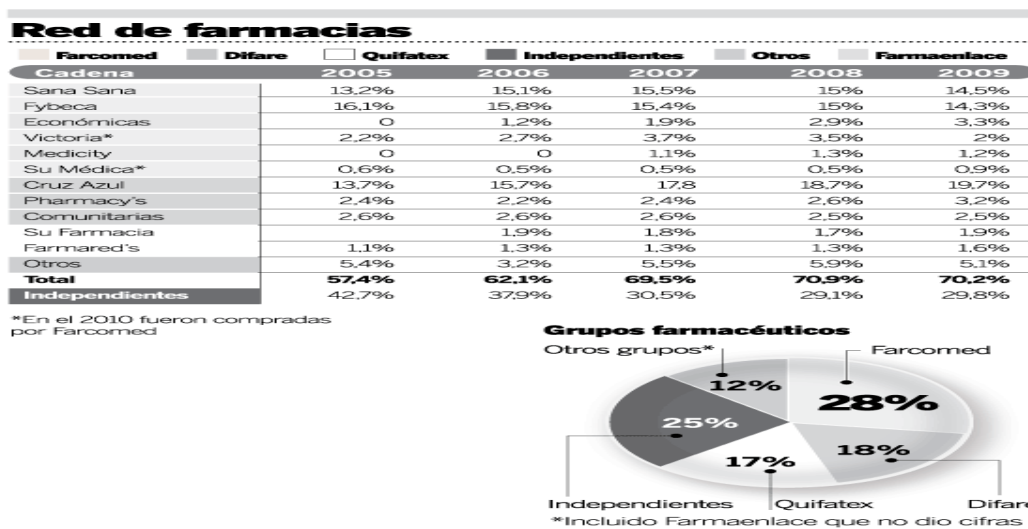 Red de farmacias
Farcomed Difare Quifatex Independientes Otros Farmaenlace
Cadena 2005 2006 2007 2008 2009
Sana Sana 13,2% 15,1% 15,5% 15% 14,5%
Fybeca 16,1% 15,8% 15,4% 15% 14,3%
Económicas 0 1,2% 1,9% 2,9% 3,3%
Victoria* 2,2% 2,7% 3,7% 3,5% 2%
Medicity 0 0 1,1% 1,3% 1,2%
Su Médica* 0,6% 0,5% 0,5% 0,5% 0,9%
Cruz Azul 13,7% 15,7% 17,8 18,7% 19,7%
Pharmacy's 2,4% 2,2% 2,4% 2,6% 3,2%
Comunitarias 2,6% 2,6% 2,6% 2,5% 2,5%
Su Farmacia 1,9% 1,8% 1,7% 1,9%
Farmared's 1,1% 1,3% 1,3% 1,3% 1,6%
Otros 5,4% 3,2% 5,5% 5,9% 5,1%
Total 57,4% 62,1% 69,5% 70,9% 70,2%
Independientes 42,7% 37,9% 30,5% 29,1% 29,8%
*En el 2010 fueron compradas
por Farcomed
Grupos farmacéuticos
Otros grupos* Farcomed
12%
28%
25%
18%
17%
Independientes Quifatex Difare
*Incluido Farmaenlace que no dio cifras